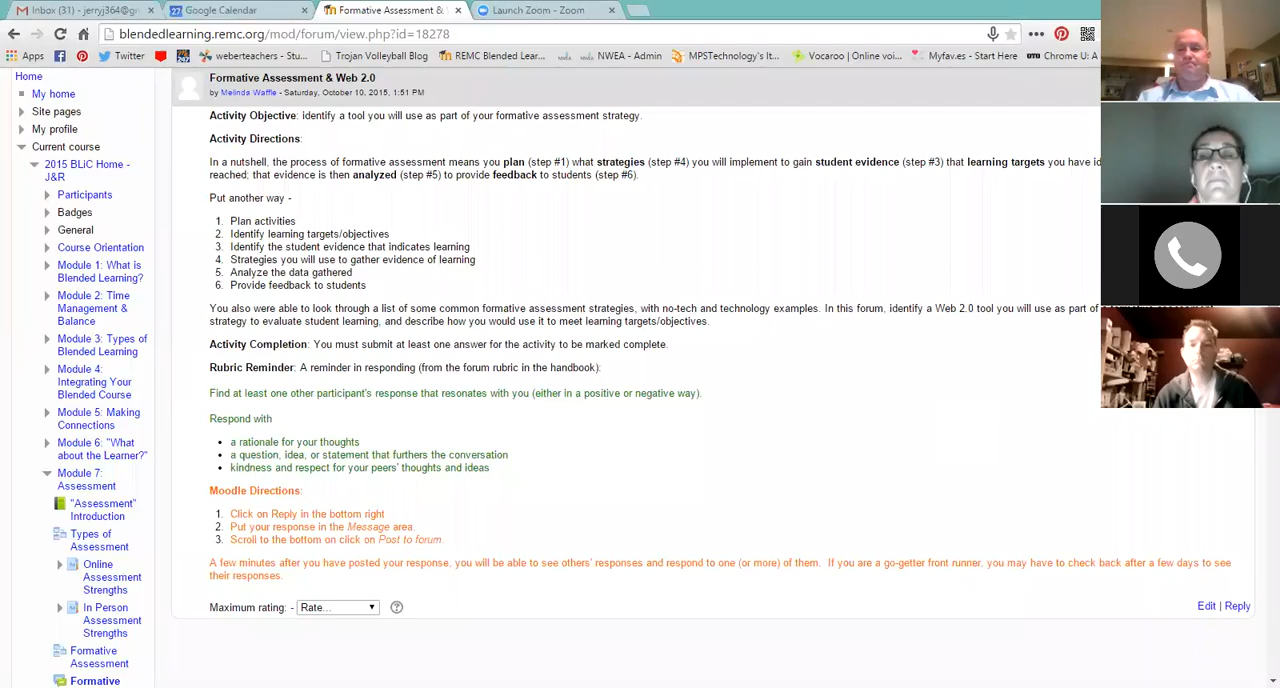 Inbox (31) - jerryj364@gm
Google Calendar
Formative Assessment &
Launch Zoom - Zoom
blendedlearning.remc.org/mod/forum/view.php?id=18278
Apps
Twitter
weberteachers - Stu...
Trojan Volleyball Blog
REMC Blended Lear...
NWEA - Admin
MPSTechnology's It...
Vocaroo | Online voi...
Myfav.es - Start Here
Chrome U: A
Home
My home
Site pages
My profile
Current course
2015 BLiC Home -
J&R
Participants
Badges
General
Course Orientation
Module 1: What is
Blended Learning?
Module 2: Time
Management &
Balance
Module 3: Types of
Blended Learning
Module 4:
Integrating Your
Blended Course
Module 5: Making
Connections
Module 6: "What
about the Learner?"
Module 7:
Assessment
"Assessment"
Introduction
Types of
Assessment
Online
Assessment
Strengths
In Person
Assessment
Strengths
Formative
Assessment
Formative
Formative Assessment & Web 2.0
by Melinda Waffle - Saturday, October 10, 2015, 1:51 PM
Activity Objective: identify a tool you will use as part of your formative assessment strategy.
Activity Directions:
In a nutshell, the process of formative assessment means you plan (step #1) what strategies (step #4) you will implement to gain student evidence (step #3) that learning targets you have id
reached; that evidence is then analyzed (step #5) to provide feedback to students (step #6).
Put another way -
1. Plan activities
2. Identify learning targets/objectives
3. Identify the student evidence that indicates learning
4. Strategies you will use to gather evidence of learning
5. Analyze the data gathered
6. Provide feedback to students
You also were able to look through a list of some common formative assessment strategies, with no-tech and technology examples. In this forum, identify a Web 2.0 tool you will use as part of
strategy to evaluate student learning, and describe how you would use it to meet learning targets/objectives.
Activity Completion: You must submit at least one answer for the activity to be marked complete.
Rubric Reminder: A reminder in responding (from the forum rubric in the handbook):
Find at least one other participant's response that resonates with you (either in a positive or negative way).
Respond with
• a rationale for your thoughts
• a question, idea, or statement that furthers the conversation
• kindness and respect for your peers' thoughts and ideas
Moodle Directions:
1. Click on Reply in the bottom right
2. Put your response in the Message area.
3. Scroll to the bottom on click on Post to forum.
A few minutes after you have posted your response, you will be able to see others' responses and respond to one (or more) of them. If you are a go-getter front runner, you may have to check back after a few days to see
their responses.
Maximum rating: - Rate...
Edit | Reply